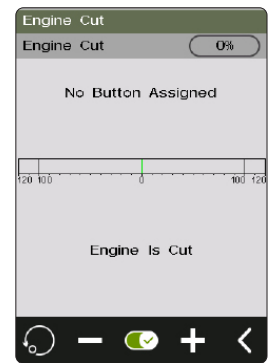 Engine Cut
Engine Cut 0%
No Button Assigned
120 100 0 100 120
Engine Is Cut